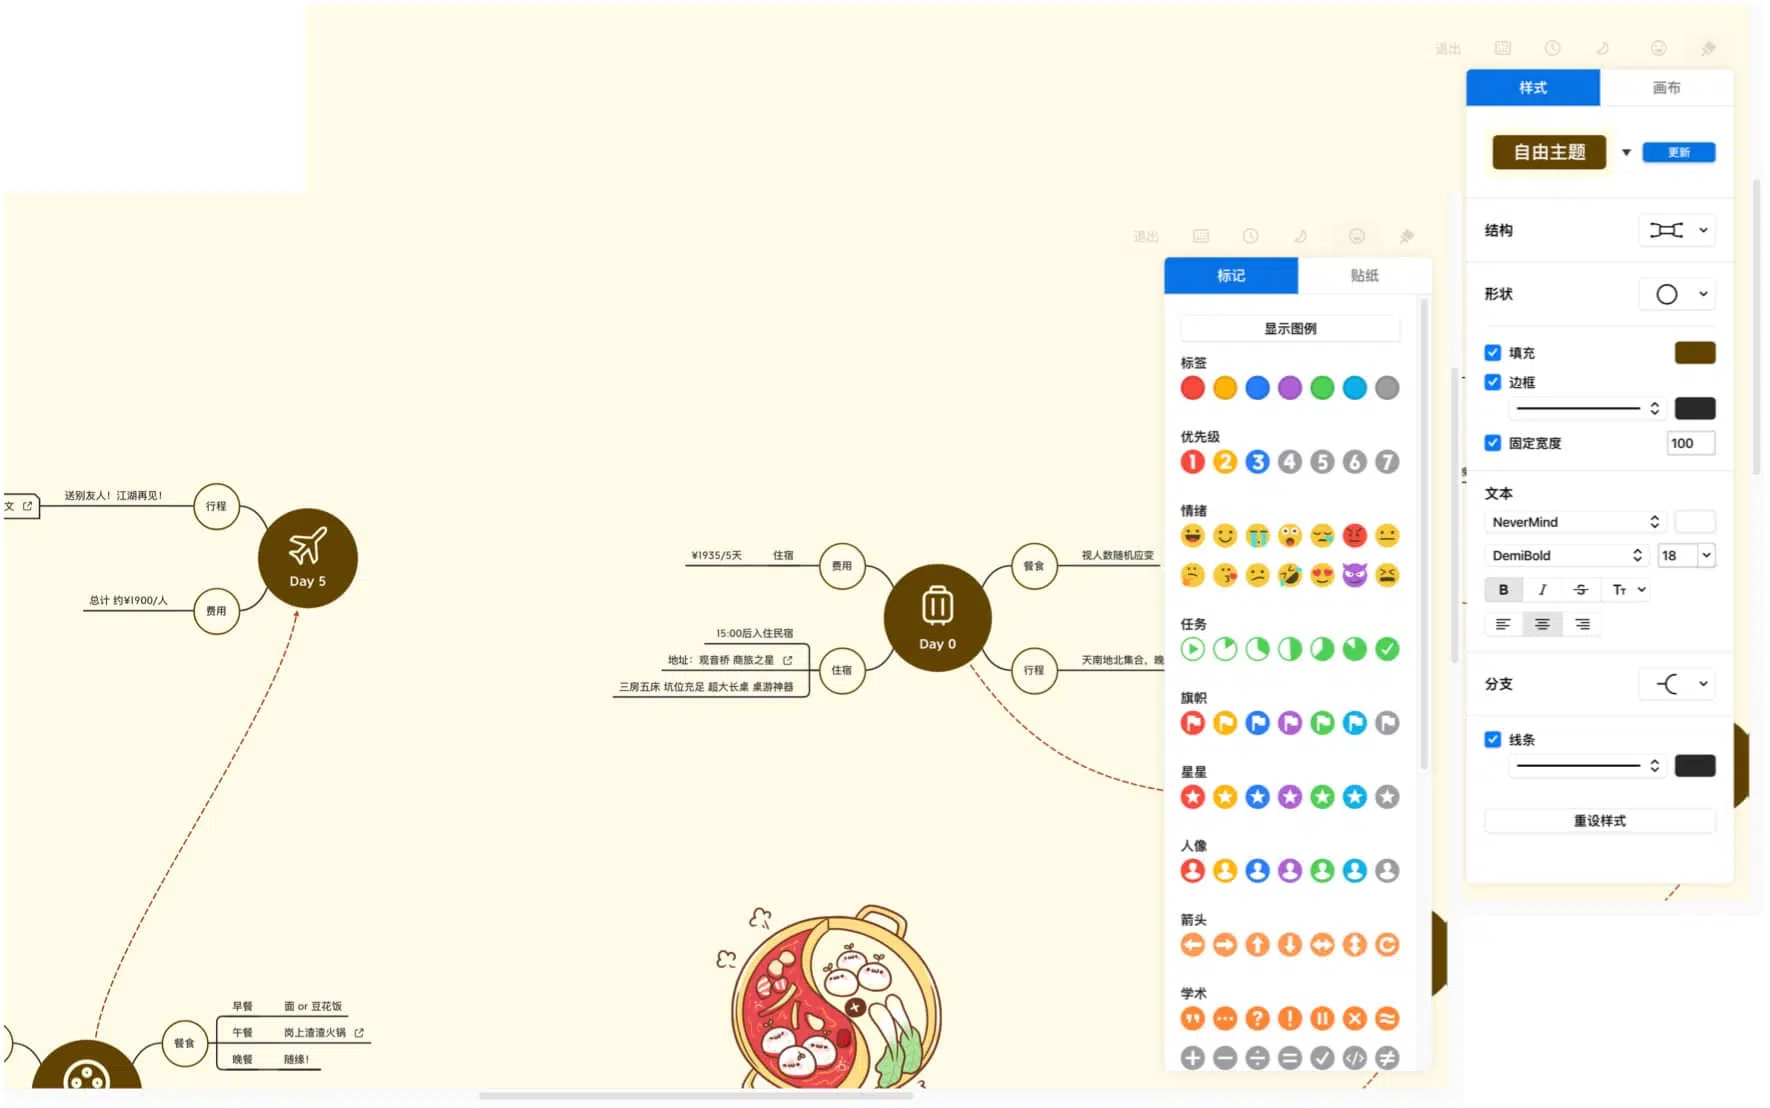 退出
样式
画布
自由主题
更新
结构
形状
填充
边框
固定宽度
100
文本
NeverMind
DemiBold
18
B I S Tт
分支
线条
重设样式
退出
标记
贴纸
显示图例
标签
优先级
1 2 3 4 5 6 7
情绪
任务
旗帜
星星
人像
箭头
学术
文
送别友人！江湖再见！
行程
Day 5
总计 约¥1900/人
费用
¥1935/5天
住宿
费用
15:00后入住民宿
地址：观音桥 商旅之星
三房五床 坑位充足 超大长桌 桌游神器
住宿
Day 0
餐食
视人数随机应变
行程
天南地北集合，晚
餐食
早餐
面 or 豆花饭
午餐
岗上渣渣火锅
晚餐
随缘！